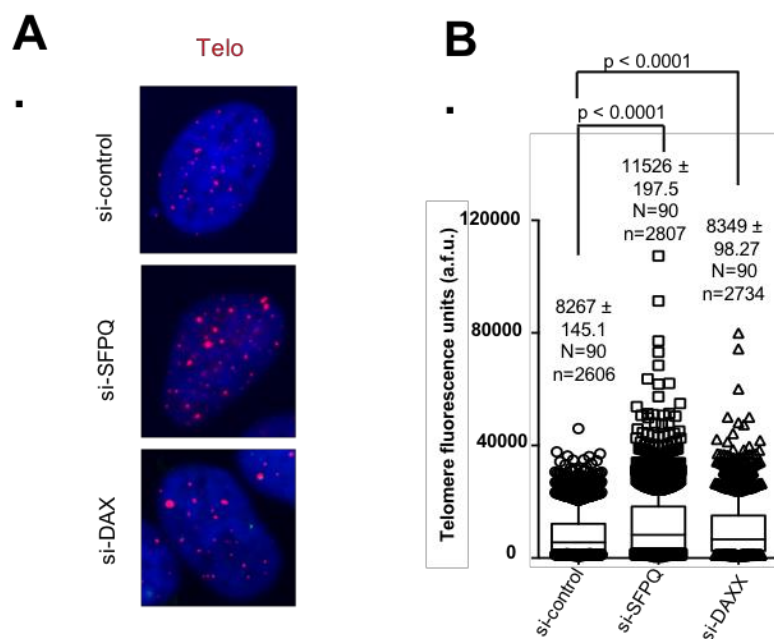 A
.
Telo
si-control
si-SFPQ
si-DAX
B
.
p < 0.0001
p < 0.0001
11526 ±
197.5
N=90
n=2807
8349 ±
98.27
N=90
n=2734
8267 ±
145.1
N=90
n=2606
Telomere fluorescence units (a.f.u.)
120000
80000
40000
0
si-control
si-SFPQ
si-DAXX